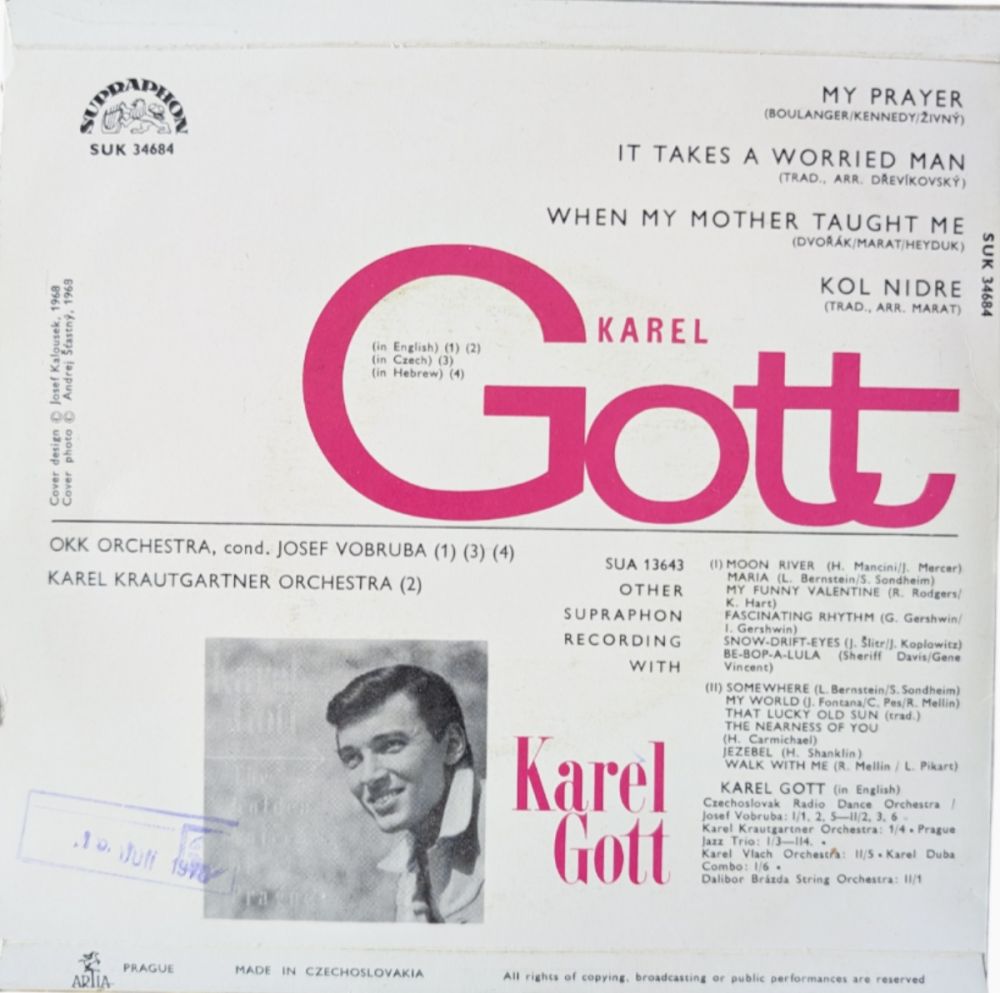 SUPRAPHON
SUK 34684
MY PRAYER
(BOULANGER/KENNEDY/ŽIVNÝ)
IT TAKES A WORRIED MAN
(TRAD., ARR. DŘEVÍKOVSKÝ)
WHEN MY MOTHER TAUGHT ME
(DVOŘÁK/MARAT/HEYDUK)
KOL NIDRE
(TRAD., ARR. MARAT)
SUK 34684
KAREL
Gott
(in English) (1) (2)
(in Czech) (3)
(in Hebrew) (4)
Cover design © Josef Kalousek, 1968
Cover photo © Andrej Šťastný, 1968
OKK ORCHESTRA, cond. JOSEF VOBRUBA (1) (3) (4)
KAREL KRAUTGARTNER ORCHESTRA (2)
SUA 13643
OTHER
SUPRAPHON
RECORDING
WITH
Karel
Gott
(I) MOON RIVER (H. Mancini/J. Mercer)
MARIA (L. Bernstein/S. Sondheim)
MY FUNNY VALENTINE (R. Rodgers/
K. Hart)
FASCINATING RHYTHM (G. Gershwin/
I. Gershwin)
SNOW-DRIFT-EYES (J. Šlitr/J. Koplowitz)
BE-BOP-A-LULA (Sheriff Davis/Gene
Vincent)
(II) SOMEWHERE (L. Bernstein/S. Sondheim)
MY WORLD (J. Fontana/C. Pes/R. Mellin)
THAT LUCKY OLD SUN (trad.)
THE NEARNESS OF YOU
(H. Carmichael)
JEZEBEL (H. Shanklin)
WALK WITH ME (R. Mellin / L. Pikart)
KAREL GOTT (in English)
Czechoslovak Radio Dance Orchestra /
Josef Vobruba: I/1, 2, 5—II/2, 3, 6 -
Karel Krautgartner Orchestra: 1/4 • Prague
Jazz Trio: I/3—II4. •
Karel Vlach Orchestra: II/5 • Karel Duba
Combo: I/6 •
Dalibor Brázda String Orchestra: II/1
ARTIA
PRAGUE
MADE IN CZECHOSLOVAKIA
All rights of copying, broadcasting or public performances are reserved